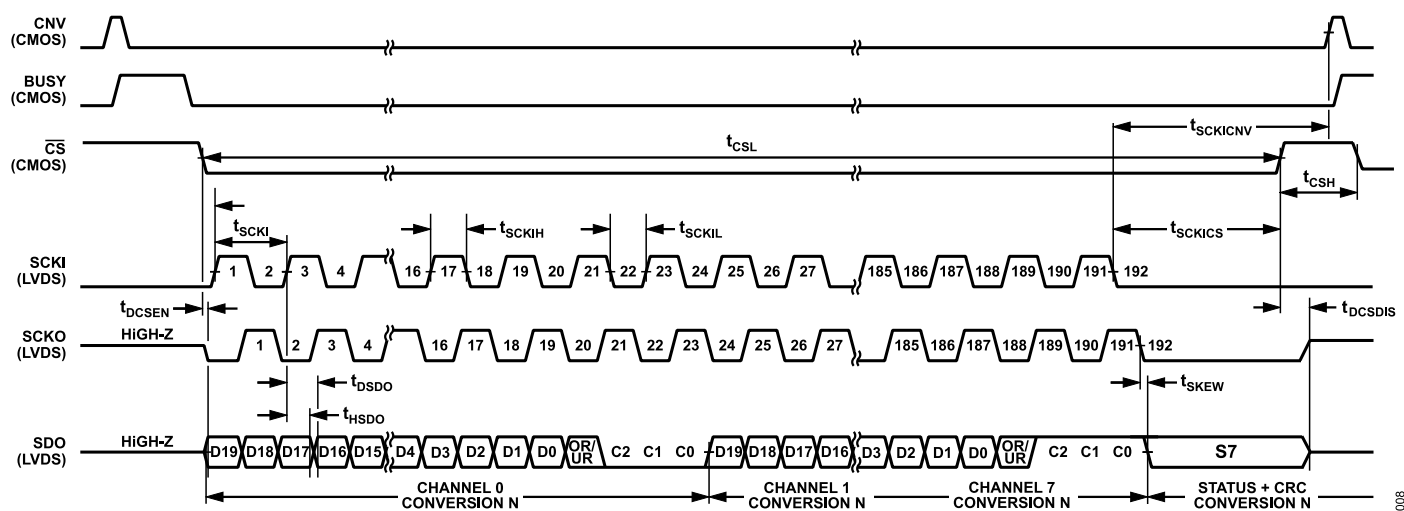 CNV
(CMOS)
BUSY
(CMOS)
CS
(CMOS)
tSCKICNV
tCSL
tCSH
tSCKI
tSCKIH
tSCKIL
tSCKICS
SCKI
(LVDS)
1 2 3 4 16 17 18 19 20 21 22 23 24 25 26 27 185 186 187 188 189 190 191 192
tDCSEN
tDCSDIS
SCKO
(LVDS)
HiGH-Z
1 2 3 4 16 17 18 19 20 21 22 23 24 25 26 27 185 186 187 188 189 190 191 192
tDSDO
tSKEW
tHSDO
SDO
(LVDS)
HiGH-Z
D19 D18 D17 D16 D15 D4 D3 D2 D1 D0 OR/UR C2 C1 C0 D19 D18 D17 D16 D3 D2 D1 D0 OR/UR C2 C1 C0 S7
CHANNEL 0
CONVERSION N
CHANNEL 1
CONVERSION N
CHANNEL 7
CONVERSION N
STATUS + CRC
CONVERSION N
008